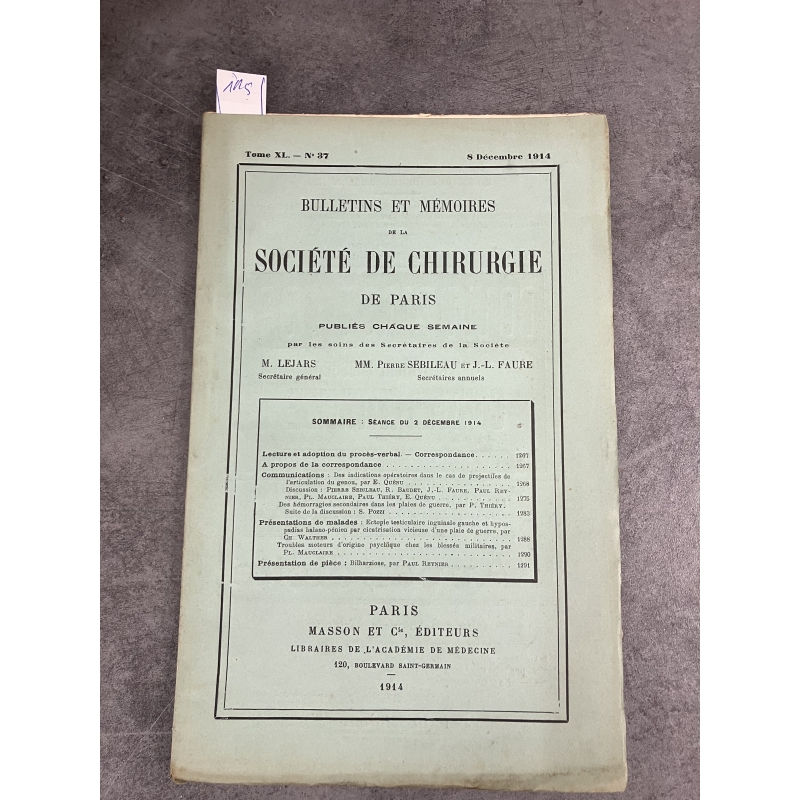 Tome XL. — N° 37 8 Décembre 1914
BULLETINS ET MÉMOIRES
DE LA
SOCIÉTÉ DE CHIRURGIE
DE PARIS
PUBLIÉS CHAQUE SEMAINE
par les soins des Secrétaires de la Société
M. LEJARS MM. PIERRE SEBILEAU ET J.-L. FAURE
Secrétaire général Secrétaires annuels
SOMMAIRE : SÉANCE DU 2 DÉCEMBRE 1914
Lecture et adoption du procès-verbal. — Correspondance. . . . . . 1267
A propos de la correspondance . . . . . . . . . . . . . . . . . . 1267
Communications : Des indications opératoires dans le cas de projectiles de
l'articulation du genou, par E. QUÉNU . . . . . . . . . . . . . . 1268
Discussion : PIERRE SEBILEAU, R. BAUDET, J.-L. FAURE, PAUL REY-
NIER, PL. MAUCLAIRE, PAUL THIÉRY, E. QUÉNU . . . . . . . . . . . 1275
Des hémorragies secondaires dans les plaies de guerre, par P. THIÉRY.
Suite de la discussion : S. POZZI . . . . . . . . . . . . . . . . 1283
Présentations de malades : Ectopie testiculaire inguinale gauche et hypos-
padias balano-pénien par cicatrisation vicieuse d'une plaie de guerre, par
CH. WALTHER . . . . . . . . . . . . . . . . . . . . . . . . . . 1288
Troubles moteurs d'origine psychique chez les blessés militaires, par
PL. MAUCLAIRE . . . . . . . . . . . . . . . . . . . . . . . . . 1290
Présentation de pièce : Bilharziose, par PAUL REYNIER . . . . . . . 1291
PARIS
MASSON ET Cie, ÉDITEURS
LIBRAIRES DE L'ACADÉMIE DE MÉDECINE
120, BOULEVARD SAINT-GERMAIN
1914